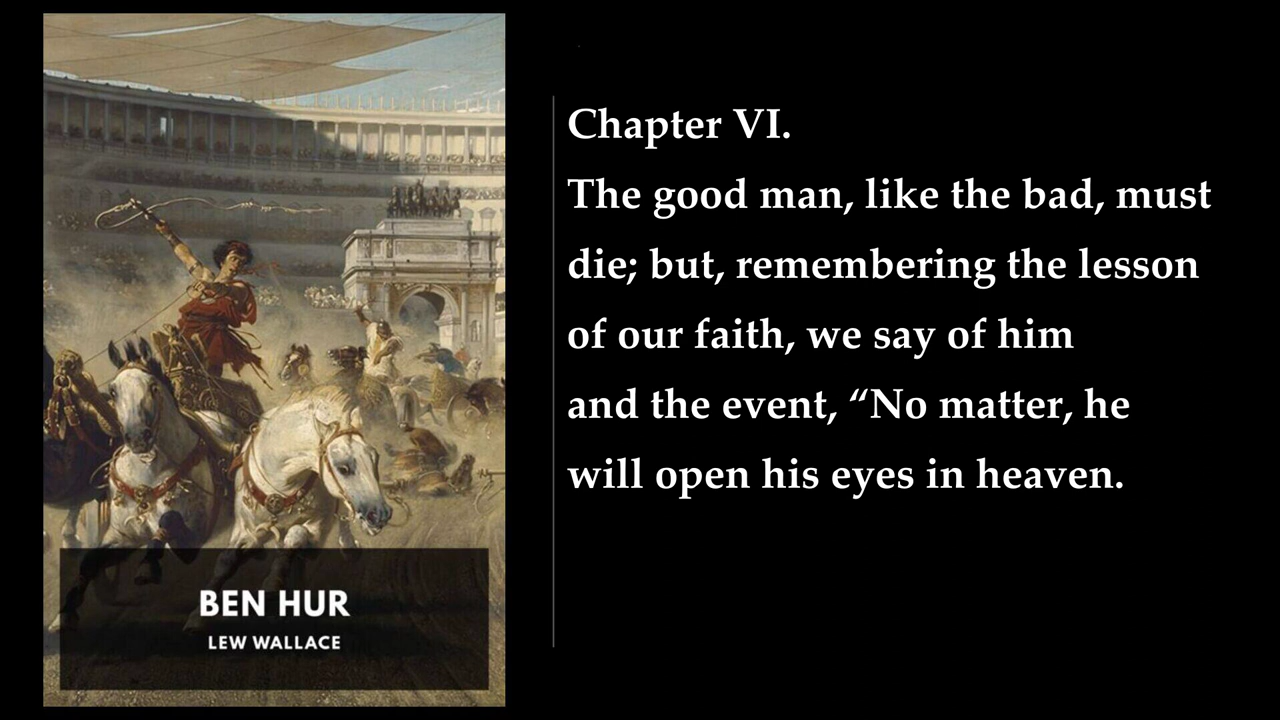 BEN HUR
LEW WALLACE
Chapter VI.
The good man, like the bad, must
die; but, remembering the lesson
of our faith, we say of him
and the event, “No matter, he
will open his eyes in heaven.